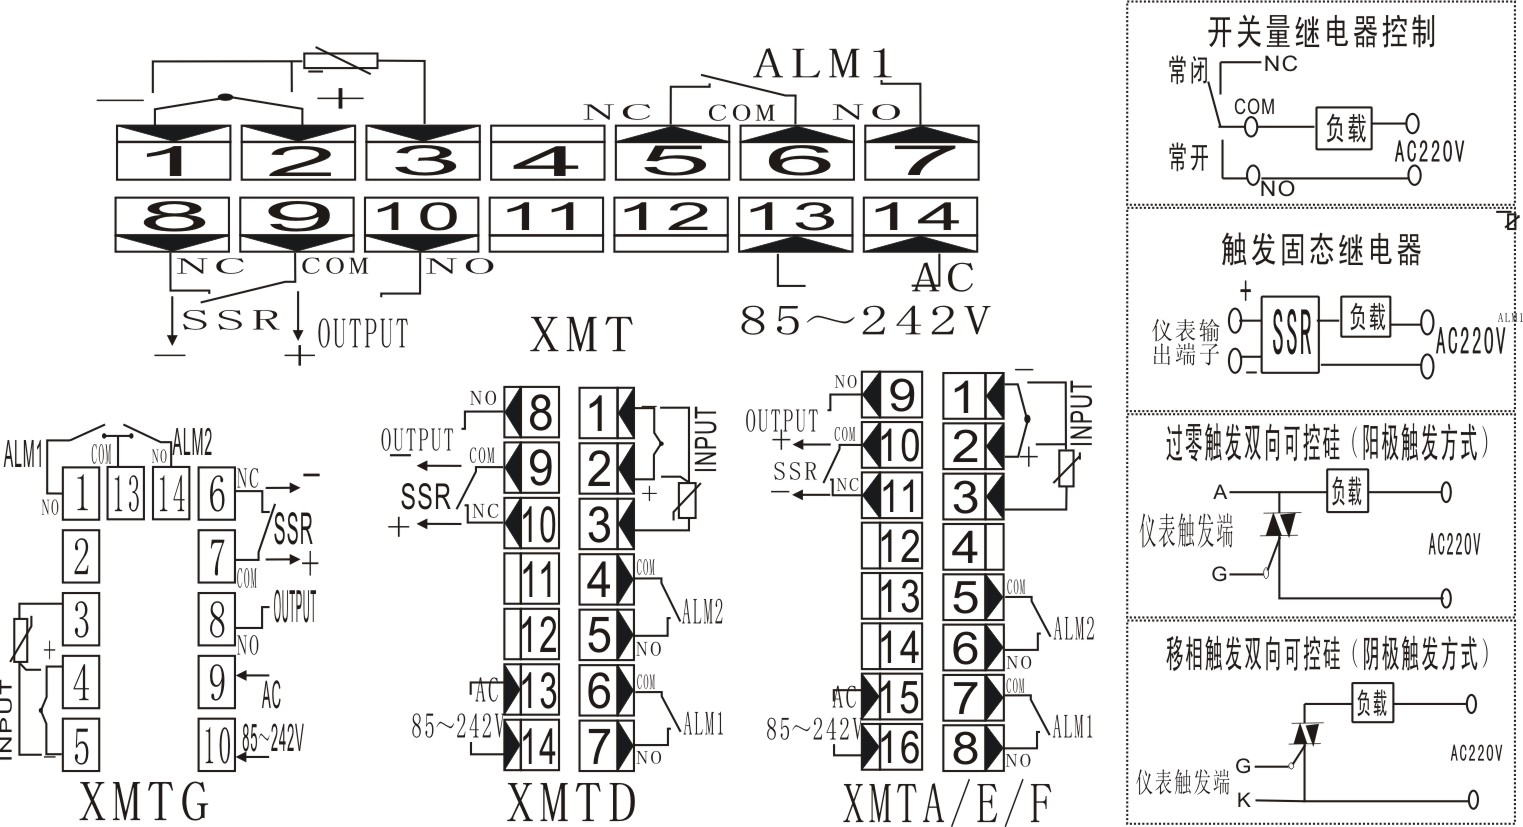 ALM1
NC COM NO
1 2 3 4 5 6 7
8 9 10 11 12 13 14
NC COM NO
AC
SSR OUTPUT
85～242V
− +
XMT
ALM1 COM NO ALM2
NO 1 13 14 6 NC
−
SSR
2 7
+
COM
3 8 OUTPUT
NO
+ 4 9 AC
INPUT
− 5 10 85~242V
XMTG
NO 8 1 −
OUTPUT
− COM 9 2 INPUT
SSR +
+ NC 10 3
11 4 COM
ALM2
12 5 NO
AC 13 6 COM
85～242V ALM1
14 7 NO
XMTD
NO 9 1 −
OUTPUT
+ COM 10 2 + INPUT
SSR
− NC 11 3
12 4
13 5 COM
ALM2
14 6 NO
AC 15 7 COM
85～242V ALM1
16 8 NO
XMTA/E/F
开关量继电器控制
常闭 NC
COM 负载
AC220V
常开
NO
触发固态继电器
+
仪表输出端子 SSR 负载
AC220V
ALM1
−
过零触发双向可控硅（阳极触发方式）
A 负载
仪表触发端 AC220V
G
移相触发双向可控硅（阴极触发方式）
负载
AC220V
G
仪表触发端
K